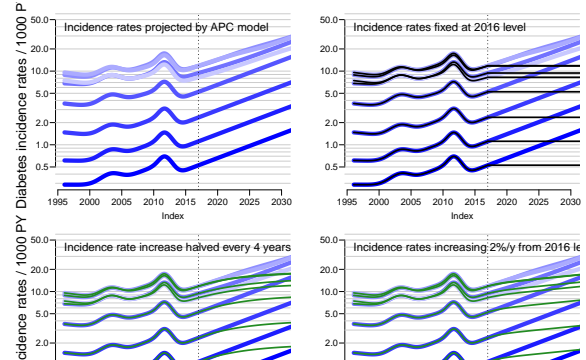 Diabetes incidence rates / 1000 P
Incidence rates projected by APC model
50.0
20.0
10.0
5.0
2.0
1.0
0.5
1995 2000 2005 2010 2015 2020 2025 2030
Index
Incidence rates fixed at 2016 level
50.0
20.0
10.0
5.0
2.0
1.0
0.5
1995 2000 2005 2010 2015 2020 2025 2030
Index
cidence rates / 1000 PY
Incidence rate increase halved every 4 years
50.0
20.0
10.0
5.0
2.0
Incidence rates increasing 2%/y from 2016 le
50.0
20.0
10.0
5.0
2.0